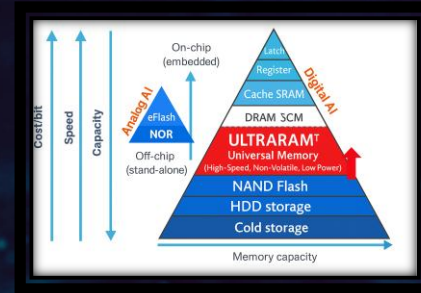 Cost/bit
Speed
Capacity
Analog AI
eFlash
NOR
On-chip
(embedded)
Off-chip
(stand-alone)
Digital AI
Latch
Register
Cache SRAM
DRAM SCM
ULTRARAMᵀ
Universal Memory
(High-Speed, Non-Volatile, Low Power)
NAND Flash
HDD storage
Cold storage
Memory capacity